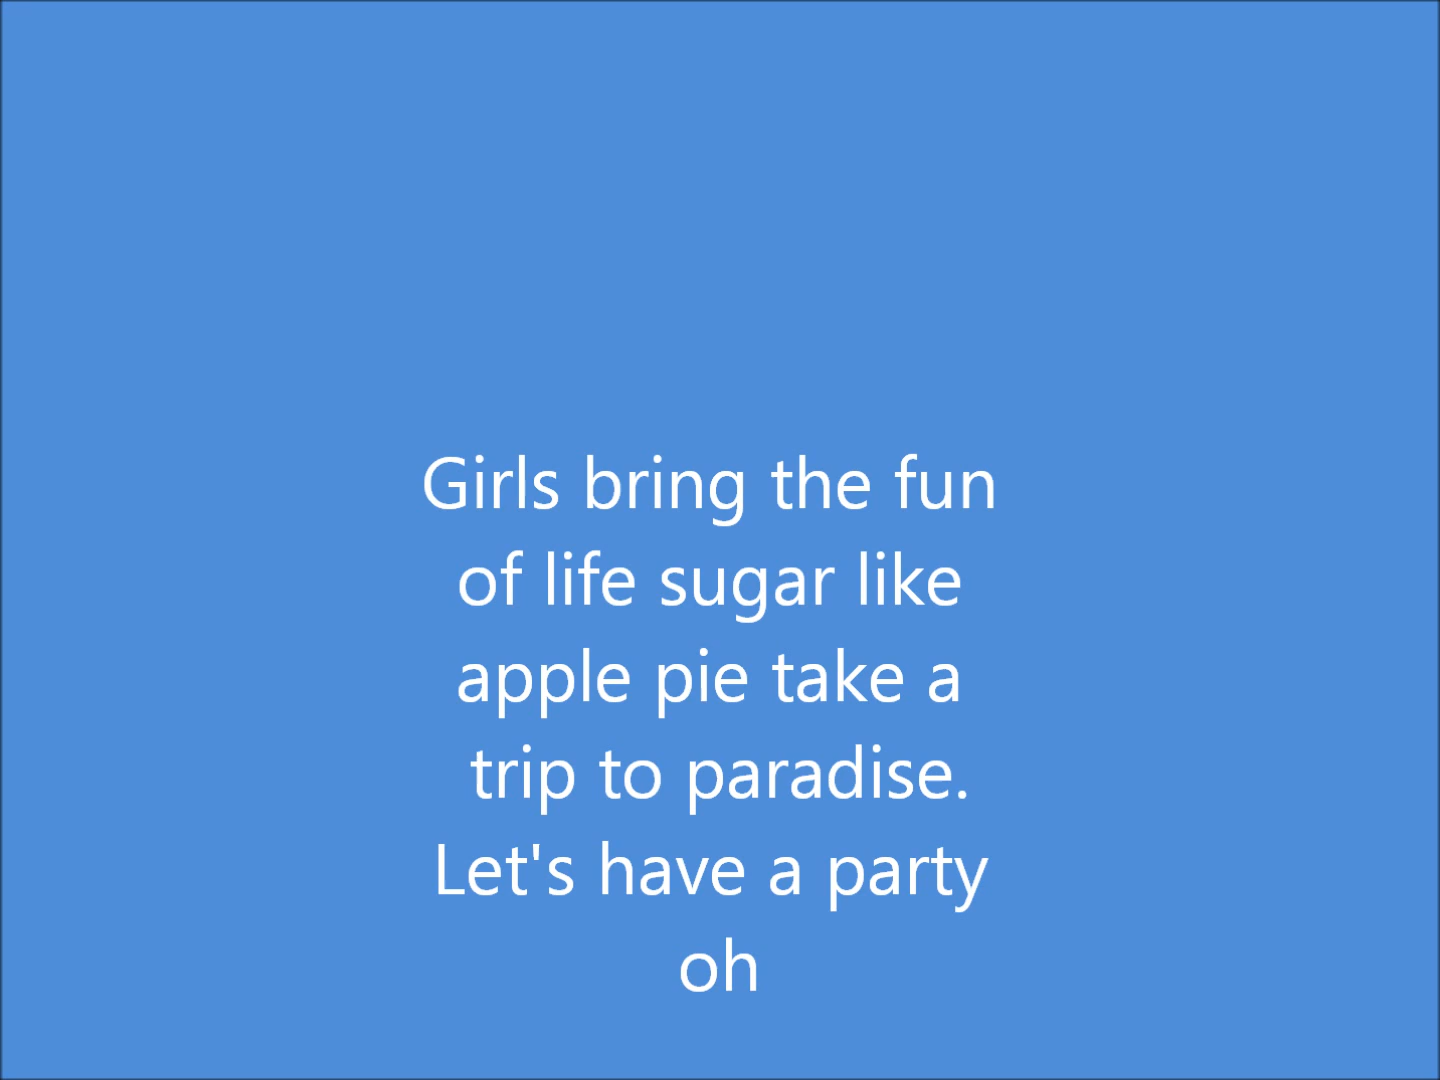 Girls bring the fun
of life sugar like
apple pie take a
trip to paradise.
Let's have a party
oh